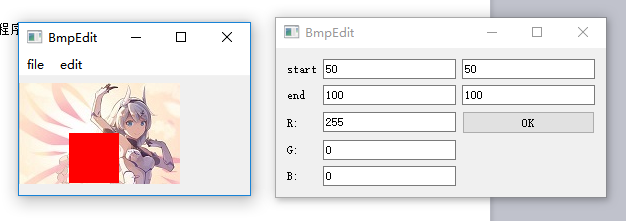 程序
BmpEdit
file edit
BmpEdit
start 50 50
end 100 100
R: 255 OK
G: 0
B: 0